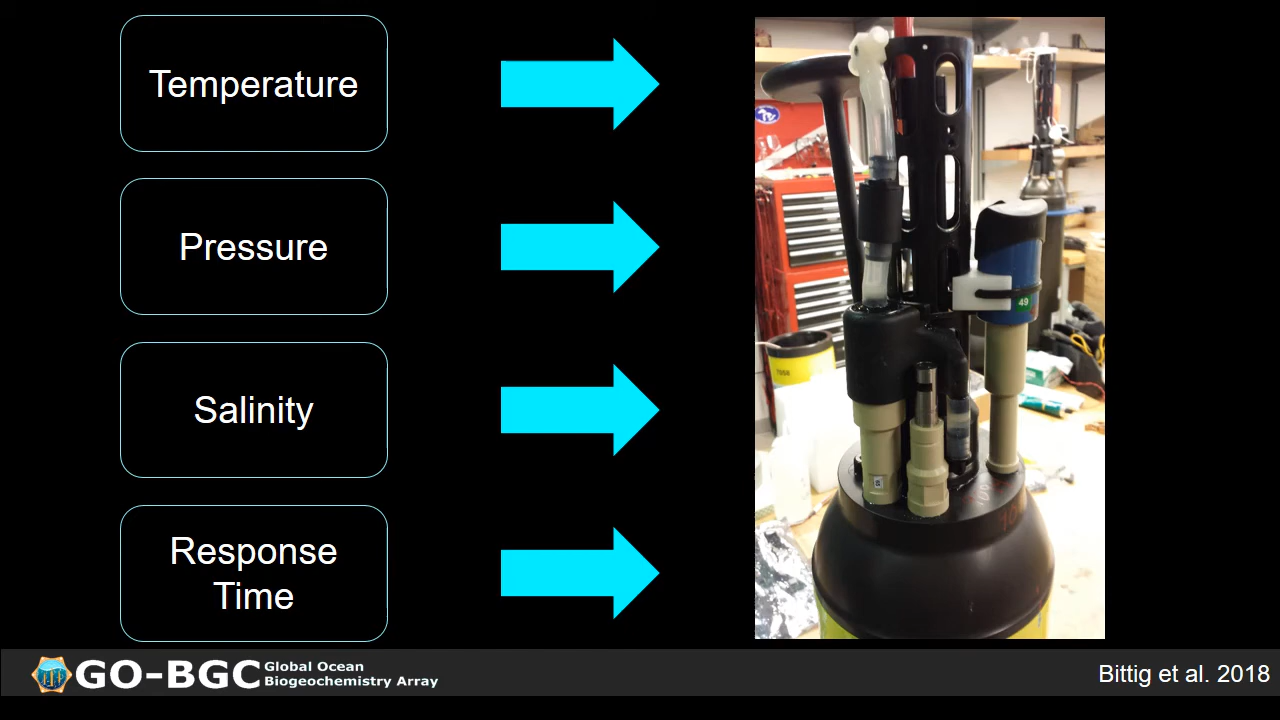 Temperature
Pressure
Salinity
Response
Time
49
GO-BGC
Global Ocean
Biogeochemistry Array
Bittig et al. 2018